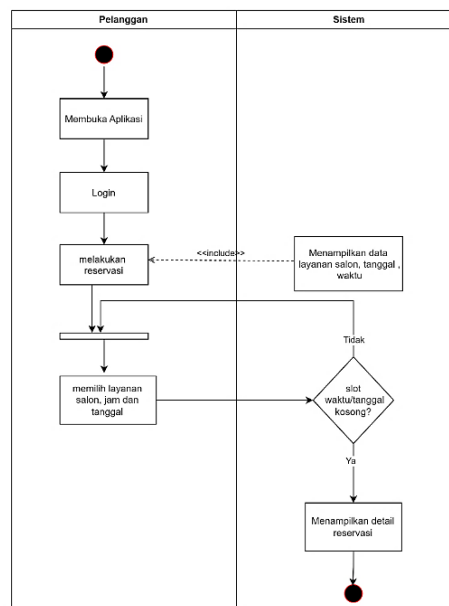 Pelanggan
Sistem
Membuka Aplikasi
Login
melakukan
reservasi
<<include>>
Menampilkan data
layanan salon, tanggal ,
waktu
Tidak
memilih layanan
salon, jam dan
tanggal
slot
waktu/tanggal
kosong?
Ya
Menampilkan detail
reservasi